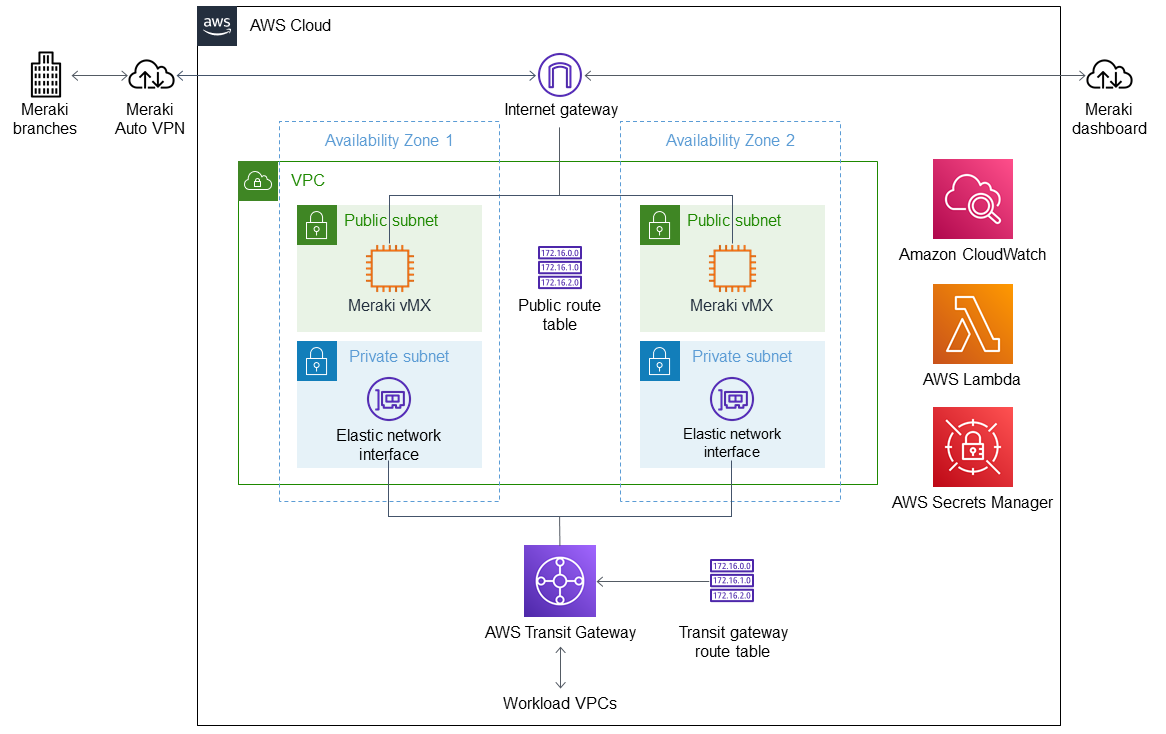 aws
AWS Cloud
Meraki
branches
Meraki
Auto VPN
Internet gateway
Meraki
dashboard
Availability Zone 1
Availability Zone 2
VPC
Public subnet
Meraki vMX
Public subnet
Meraki vMX
172.16.0.0
172.16.1.0
172.16.2.0
Public route
table
Private subnet
Elastic network
interface
Private subnet
Elastic network
interface
Amazon CloudWatch
AWS Lambda
AWS Secrets Manager
AWS Transit Gateway
172.16.0.0
172.16.1.0
172.16.2.0
Transit gateway
route table
Workload VPCs